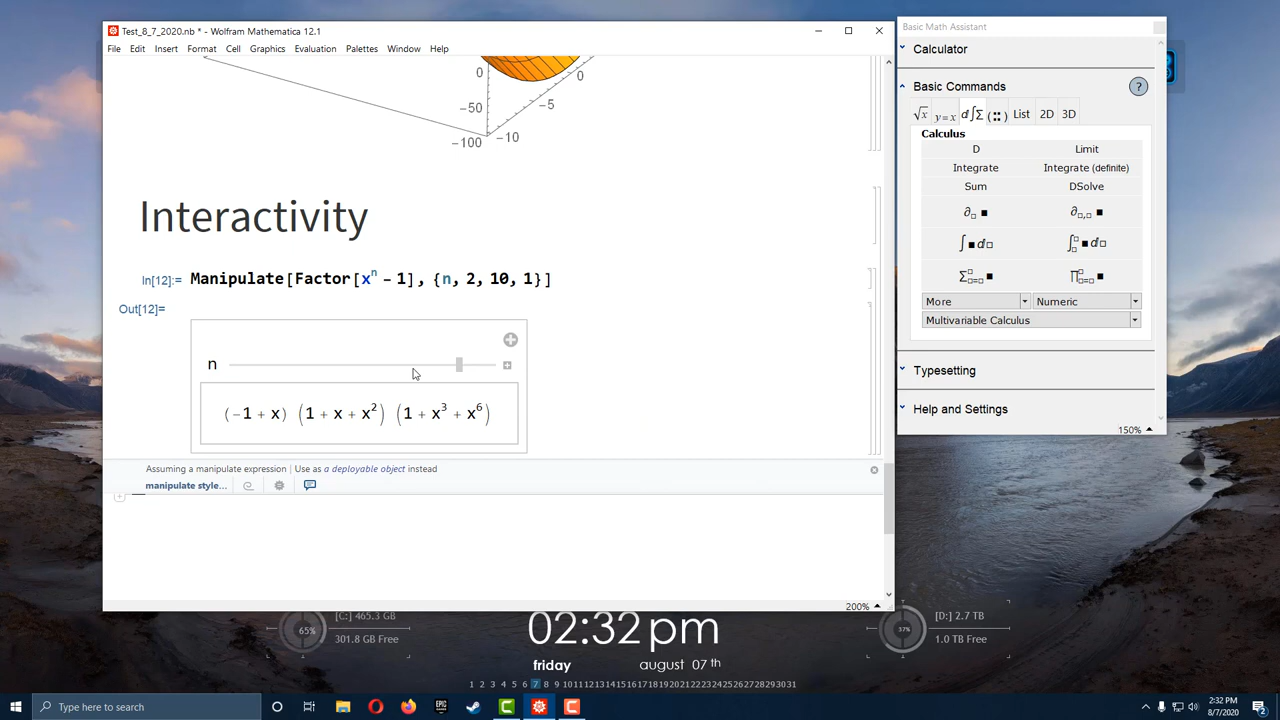 Test_8_7_2020.nb * - Wolfram Mathematica 12.1
File Edit Insert Format Cell Graphics Evaluation Palettes Window Help
0
0
-50
-5
-100
-10
Interactivity
In[12]:= Manipulate[Factor[x^n - 1], {n, 2, 10, 1}]
Out[12]=
n
(-1 + x) (1 + x + x^2) (1 + x^3 + x^6)
Assuming a manipulate expression | Use as a deployable object instead
manipulate style...
200%
Basic Math Assistant
Calculator
Basic Commands
?
√x y=x d∫Σ (::) List 2D 3D
Calculus
D Limit
Integrate Integrate (definite)
Sum DSolve
∂□ ■ ∂□,□ ■
∫ ■ d□ ∫□□ ■ d□
Σ□□=□ ■ Π□□=□ ■
More Numeric
Multivariable Calculus
Typesetting
Help and Settings
150%
65%
[C:] 465.3 GB
301.8 GB Free
02:32 pm
friday august 07 th
1 2 3 4 5 6 7 8 9 10 11 12 13 14 15 16 17 18 19 20 21 22 23 24 25 26 27 28 29 30 31
37%
[D:] 2.7 TB
1.0 TB Free
Type here to search
EPIC GAMES
2:32 PM
8/7/2020
2